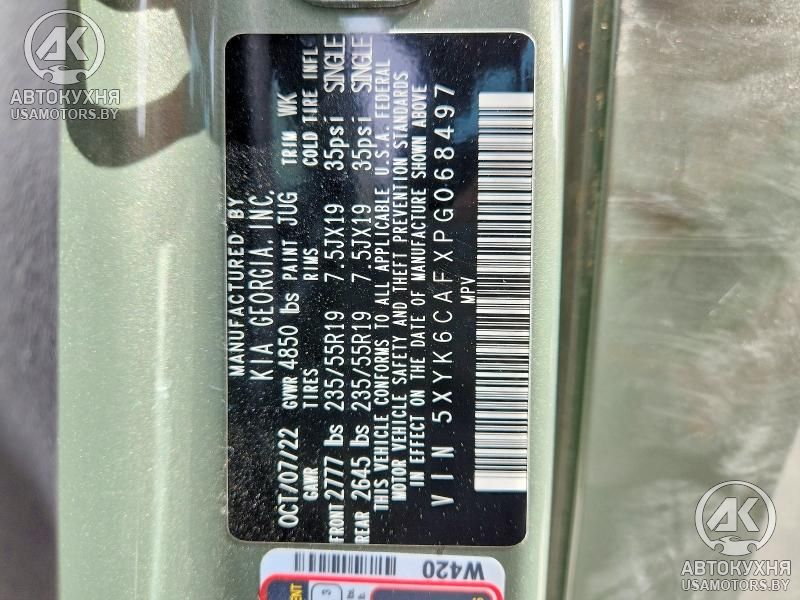 MANUFACTURED BY
KIA GEORGIA, INC.
OCT/07/22 GVWR 4850 lbs PAINT JUG TRIM WK
GAWR TIRES RIMS COLD TIRE INFL
FRONT 2777 lbs 235/55R19 7.5JX19 35psi SINGLE
REAR 2645 lbs 235/55R19 7.5JX19 35psi SINGLE
THIS VEHICLE CONFORMS TO ALL APPLICABLE U.S.A. FEDERAL
MOTOR VEHICLE SAFETY AND THEFT PREVENTION STANDARDS
IN EFFECT ON THE DATE OF MANUFACTURE SHOWN ABOVE
VIN 5XYK6CAFXPG068497
MPV
W420
AK
АВТОКУХНЯ
USAMOTORS.BY
AK
АВТОКУХНЯ
USAMOTORS.BY